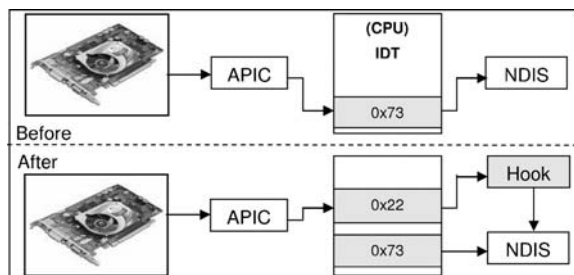 (CPU)
IDT
APIC
NDIS
0x73
Before
After
Hook
0x22
APIC
0x73
NDIS